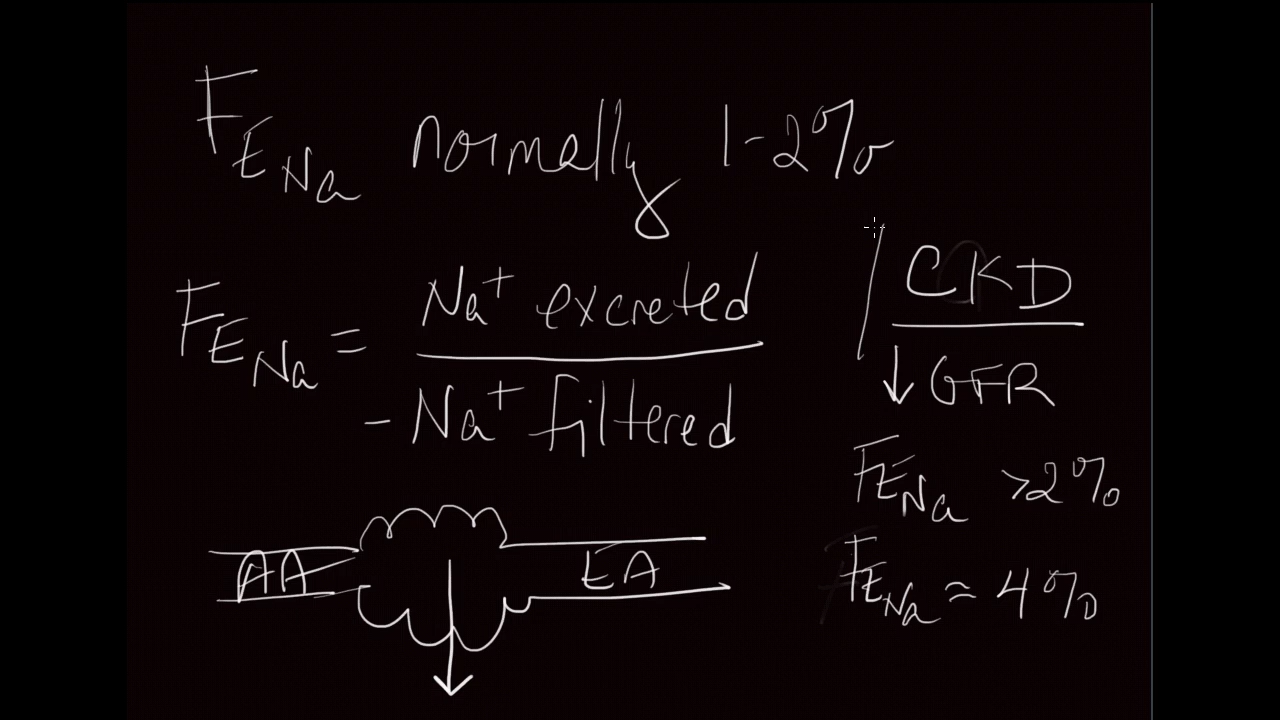 FENa normally 1-2%
FENa = Na+ excreted
- Na+ filtered
CKD
↓ GFR
FENa >2%
FENa ≈ 4%
AA
EA